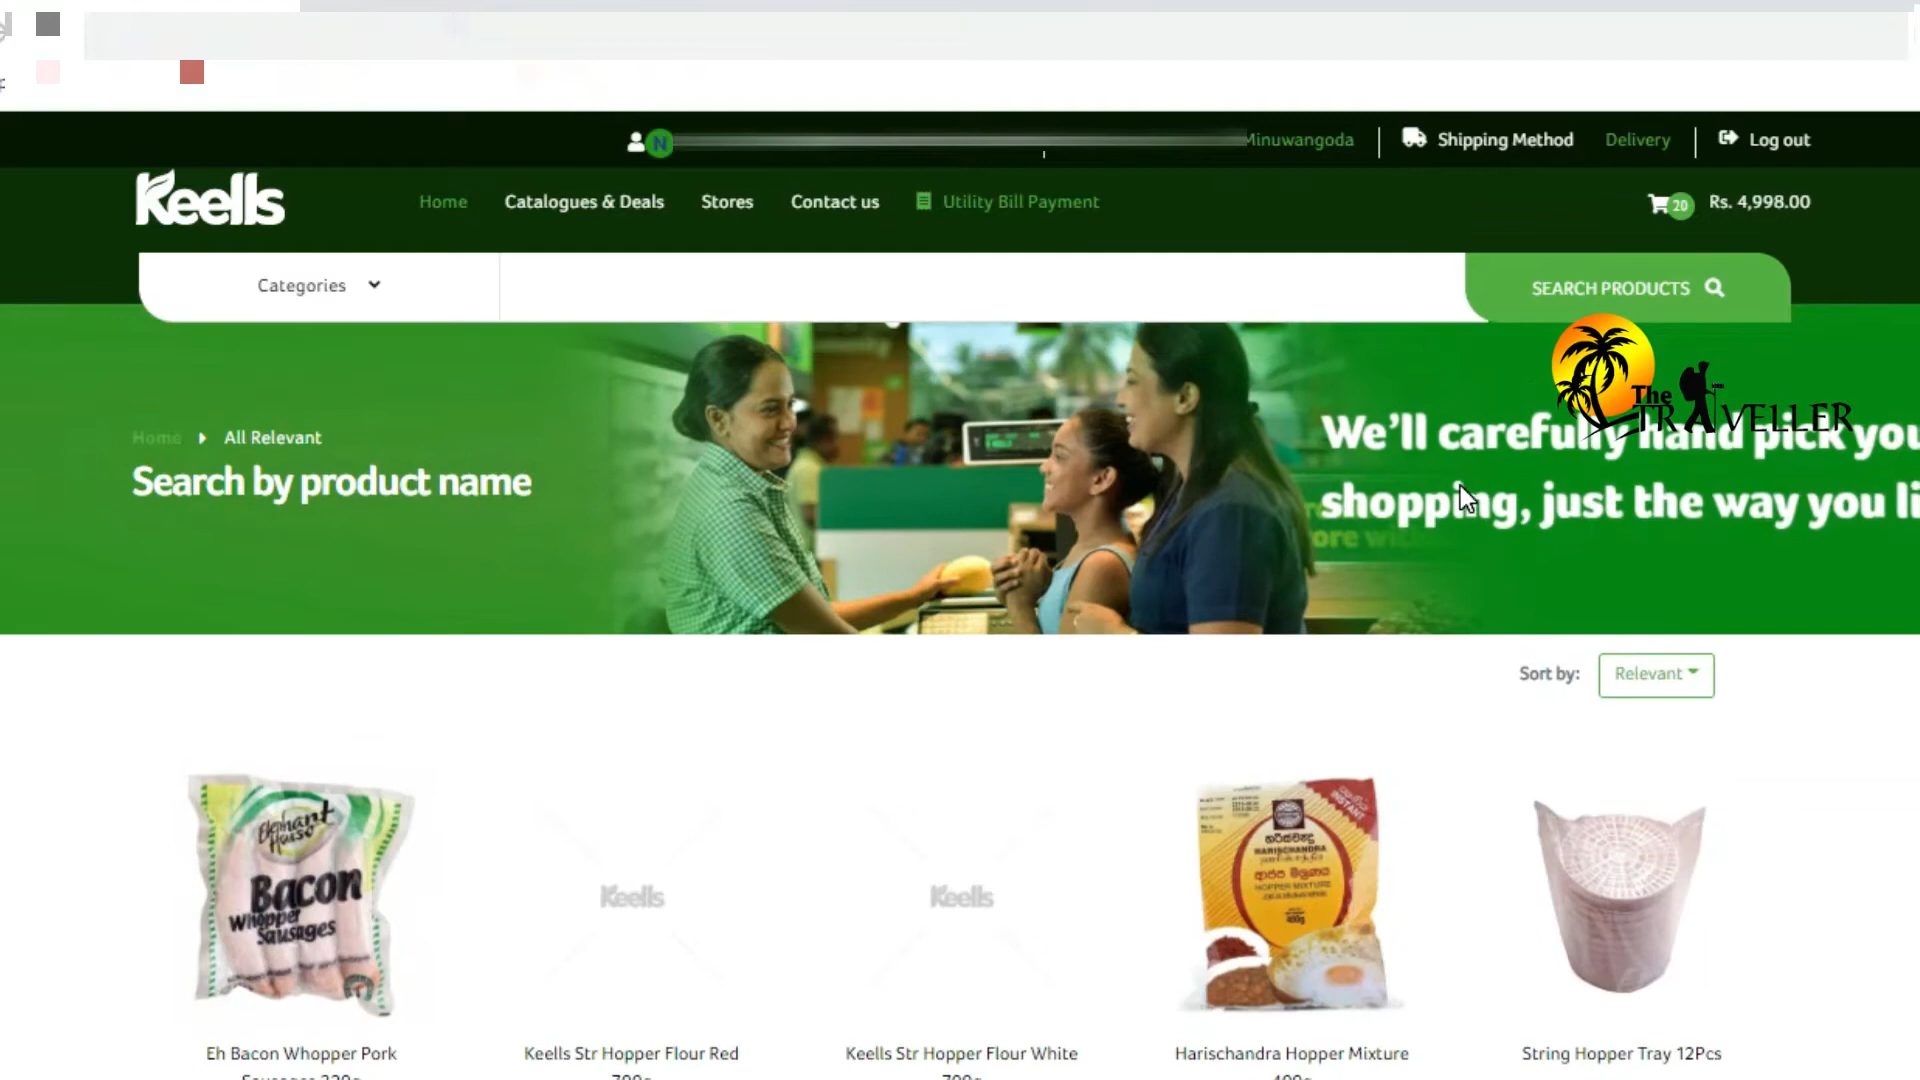 N
Minuwangoda
Shipping Method
Delivery
Log out
Keells
Home
Catalogues & Deals
Stores
Contact us
Utility Bill Payment
20
Rs. 4,998.00
Categories
SEARCH PRODUCTS
The
TRAVELLER
Home
All Relevant
Search by product name
We'll carefully hand pick you
shopping, just the way you li
Sort by:
Relevant
Elephant
House
Bacon
Whopper
Sausages
Keells
Keells
INSTANT
HARISCHANDRA
HOPPER MIXTURE
400g
Eh Bacon Whopper Pork
Keells Str Hopper Flour Red
Keells Str Hopper Flour White
Harischandra Hopper Mixture
String Hopper Tray 12Pcs